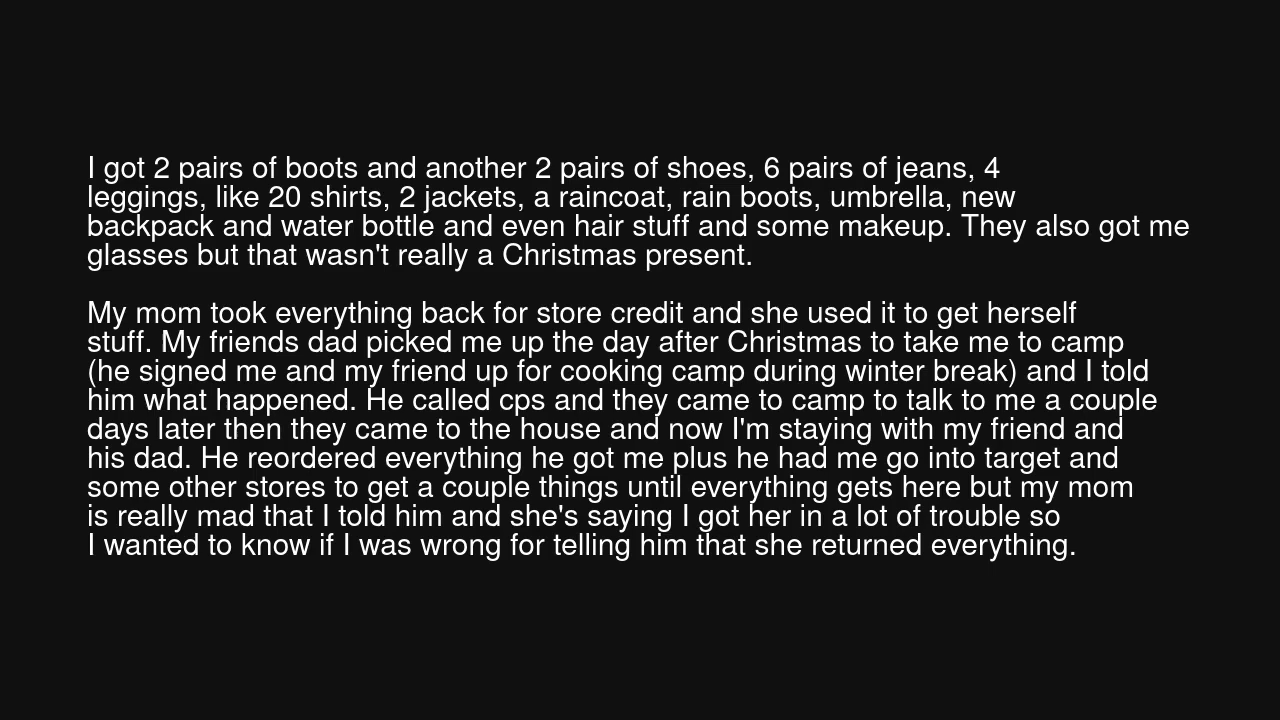 I got 2 pairs of boots and another 2 pairs of shoes, 6 pairs of jeans, 4
leggings, like 20 shirts, 2 jackets, a raincoat, rain boots, umbrella, new
backpack and water bottle and even hair stuff and some makeup. They also got me
glasses but that wasn't really a Christmas present.

My mom took everything back for store credit and she used it to get herself
stuff. My friends dad picked me up the day after Christmas to take me to camp
(he signed me and my friend up for cooking camp during winter break) and I told
him what happened. He called cps and they came to camp to talk to me a couple
days later then they came to the house and now I'm staying with my friend and
his dad. He reordered everything he got me plus he had me go into target and
some other stores to get a couple things until everything gets here but my mom
is really mad that I told him and she's saying I got her in a lot of trouble so
I wanted to know if I was wrong for telling him that she returned everything.